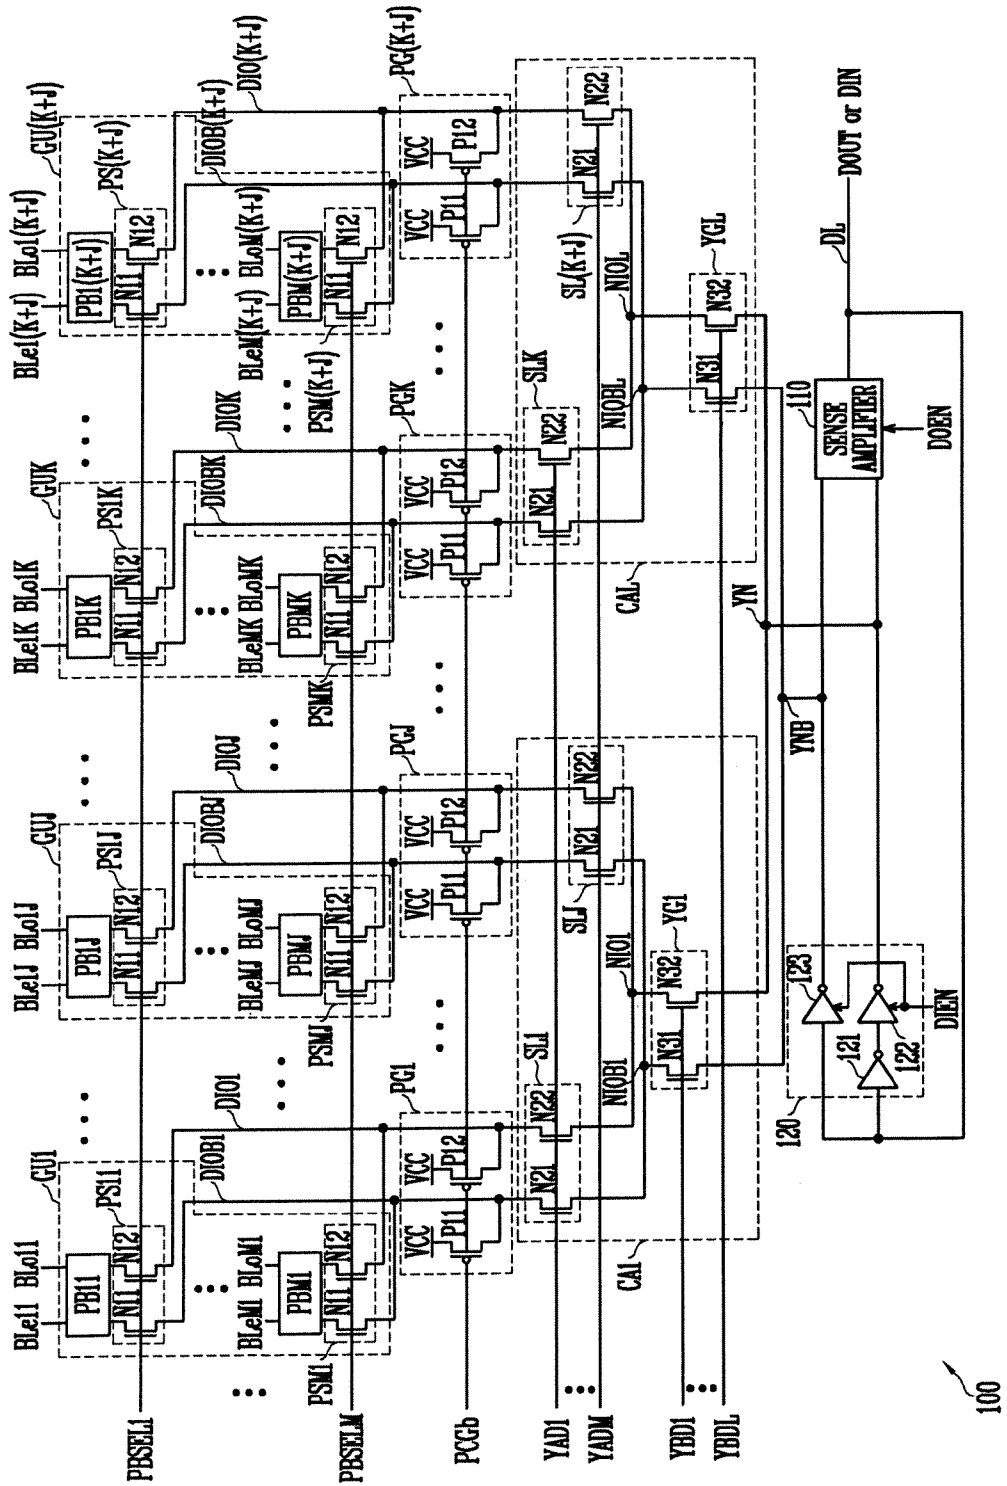 GU1
GUJ
GUK
GU(K+J)
BLe11
BLo11
PS11
BLe1J
BLo1J
PS1J
BLe1K
BLo1K
PS1K
BLe1(K+J)
BLo1(K+J)
PS(K+J)
PB11
PB1J
PB1K
PB1(K+J)
PBSEL1
N11
N12
N11
N12
N11
N12
N11
N12
DIOB1
DIO1
DIOBJ
DIOJ
DIOBK
DIOK
DIOB(K+J)
DIO(K+J)
BLeM1
BLoM1
BLeMJ
BLoMJ
BLeMK
BLoMK
BLeM(K+J)
BLoM(K+J)
PBM1
PBMJ
PBMK
PBM(K+J)
PBSELM
PSM1
N11
N12
PSMJ
N11
N12
PSMK
N11
N12
PSM(K+J)
N11
N12
PG1
PGJ
PGK
PG(K+J)
VCC
VCC
VCC
VCC
VCC
VCC
VCC
VCC
PCGb
P11
P12
P11
P12
P11
P12
P11
P12
YAD1
N21
N22
SL1
N21
N22
SLK
YADM
SLJ
N21
N22
SL(K+J)
N21
N22
CA1
NIOB1
NIO1
CAL
NIOBL
NIOL
YBD1
N31
N32
YG1
YBDL
N31
N32
YGL
YNB
YN
120
121
122
123
DIEN
110
SENSE
AMPLIFIER
DOEN
DL
DOUT or DIN
100